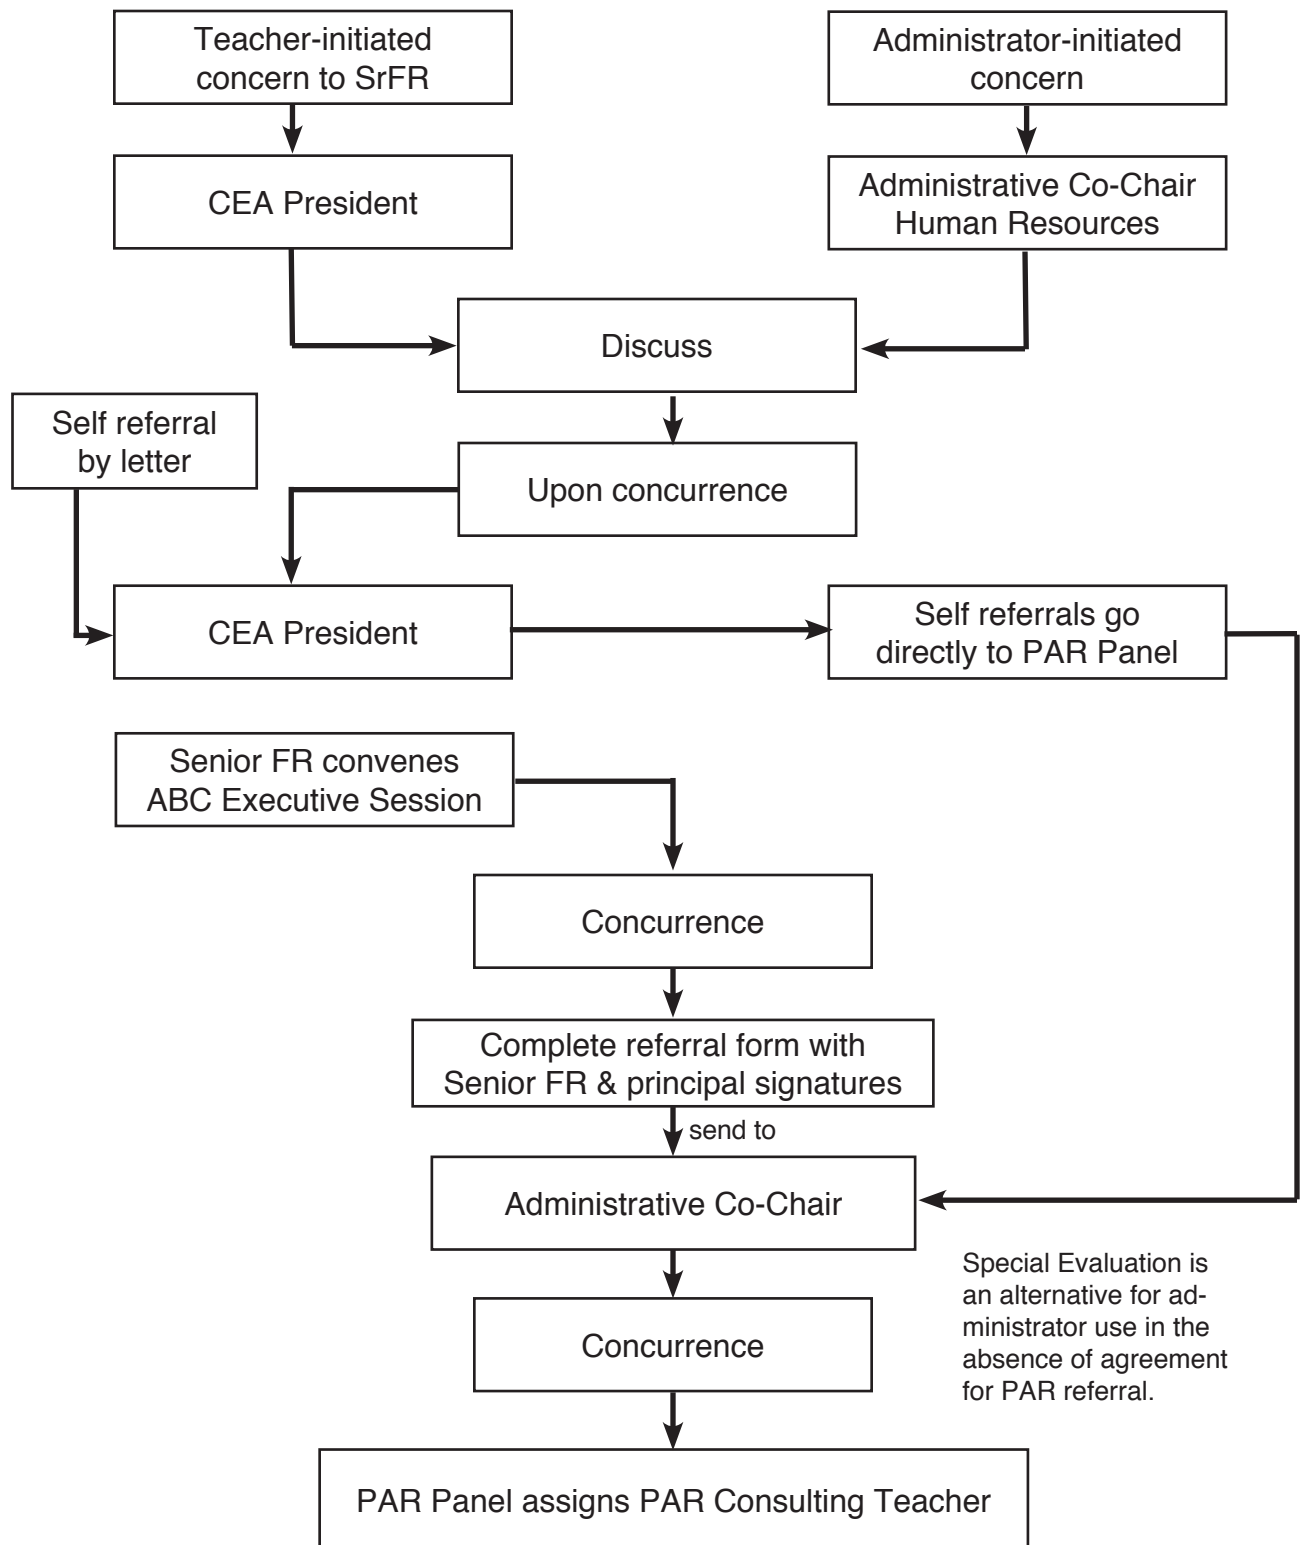 Teacher-initiated
concern to SrFR
Administrator-initiated
concern
CEA President
Administrative Co-Chair
Human Resources
Discuss
Self referral
by letter
Upon concurrence
CEA President
Self referrals go
directly to PAR Panel
Senior FR convenes
ABC Executive Session
Concurrence
Complete referral form with
Senior FR & principal signatures
send to
Administrative Co-Chair
Special Evaluation is
an alternative for ad-
ministrator use in the
absence of agreement
for PAR referral.
Concurrence
PAR Panel assigns PAR Consulting Teacher